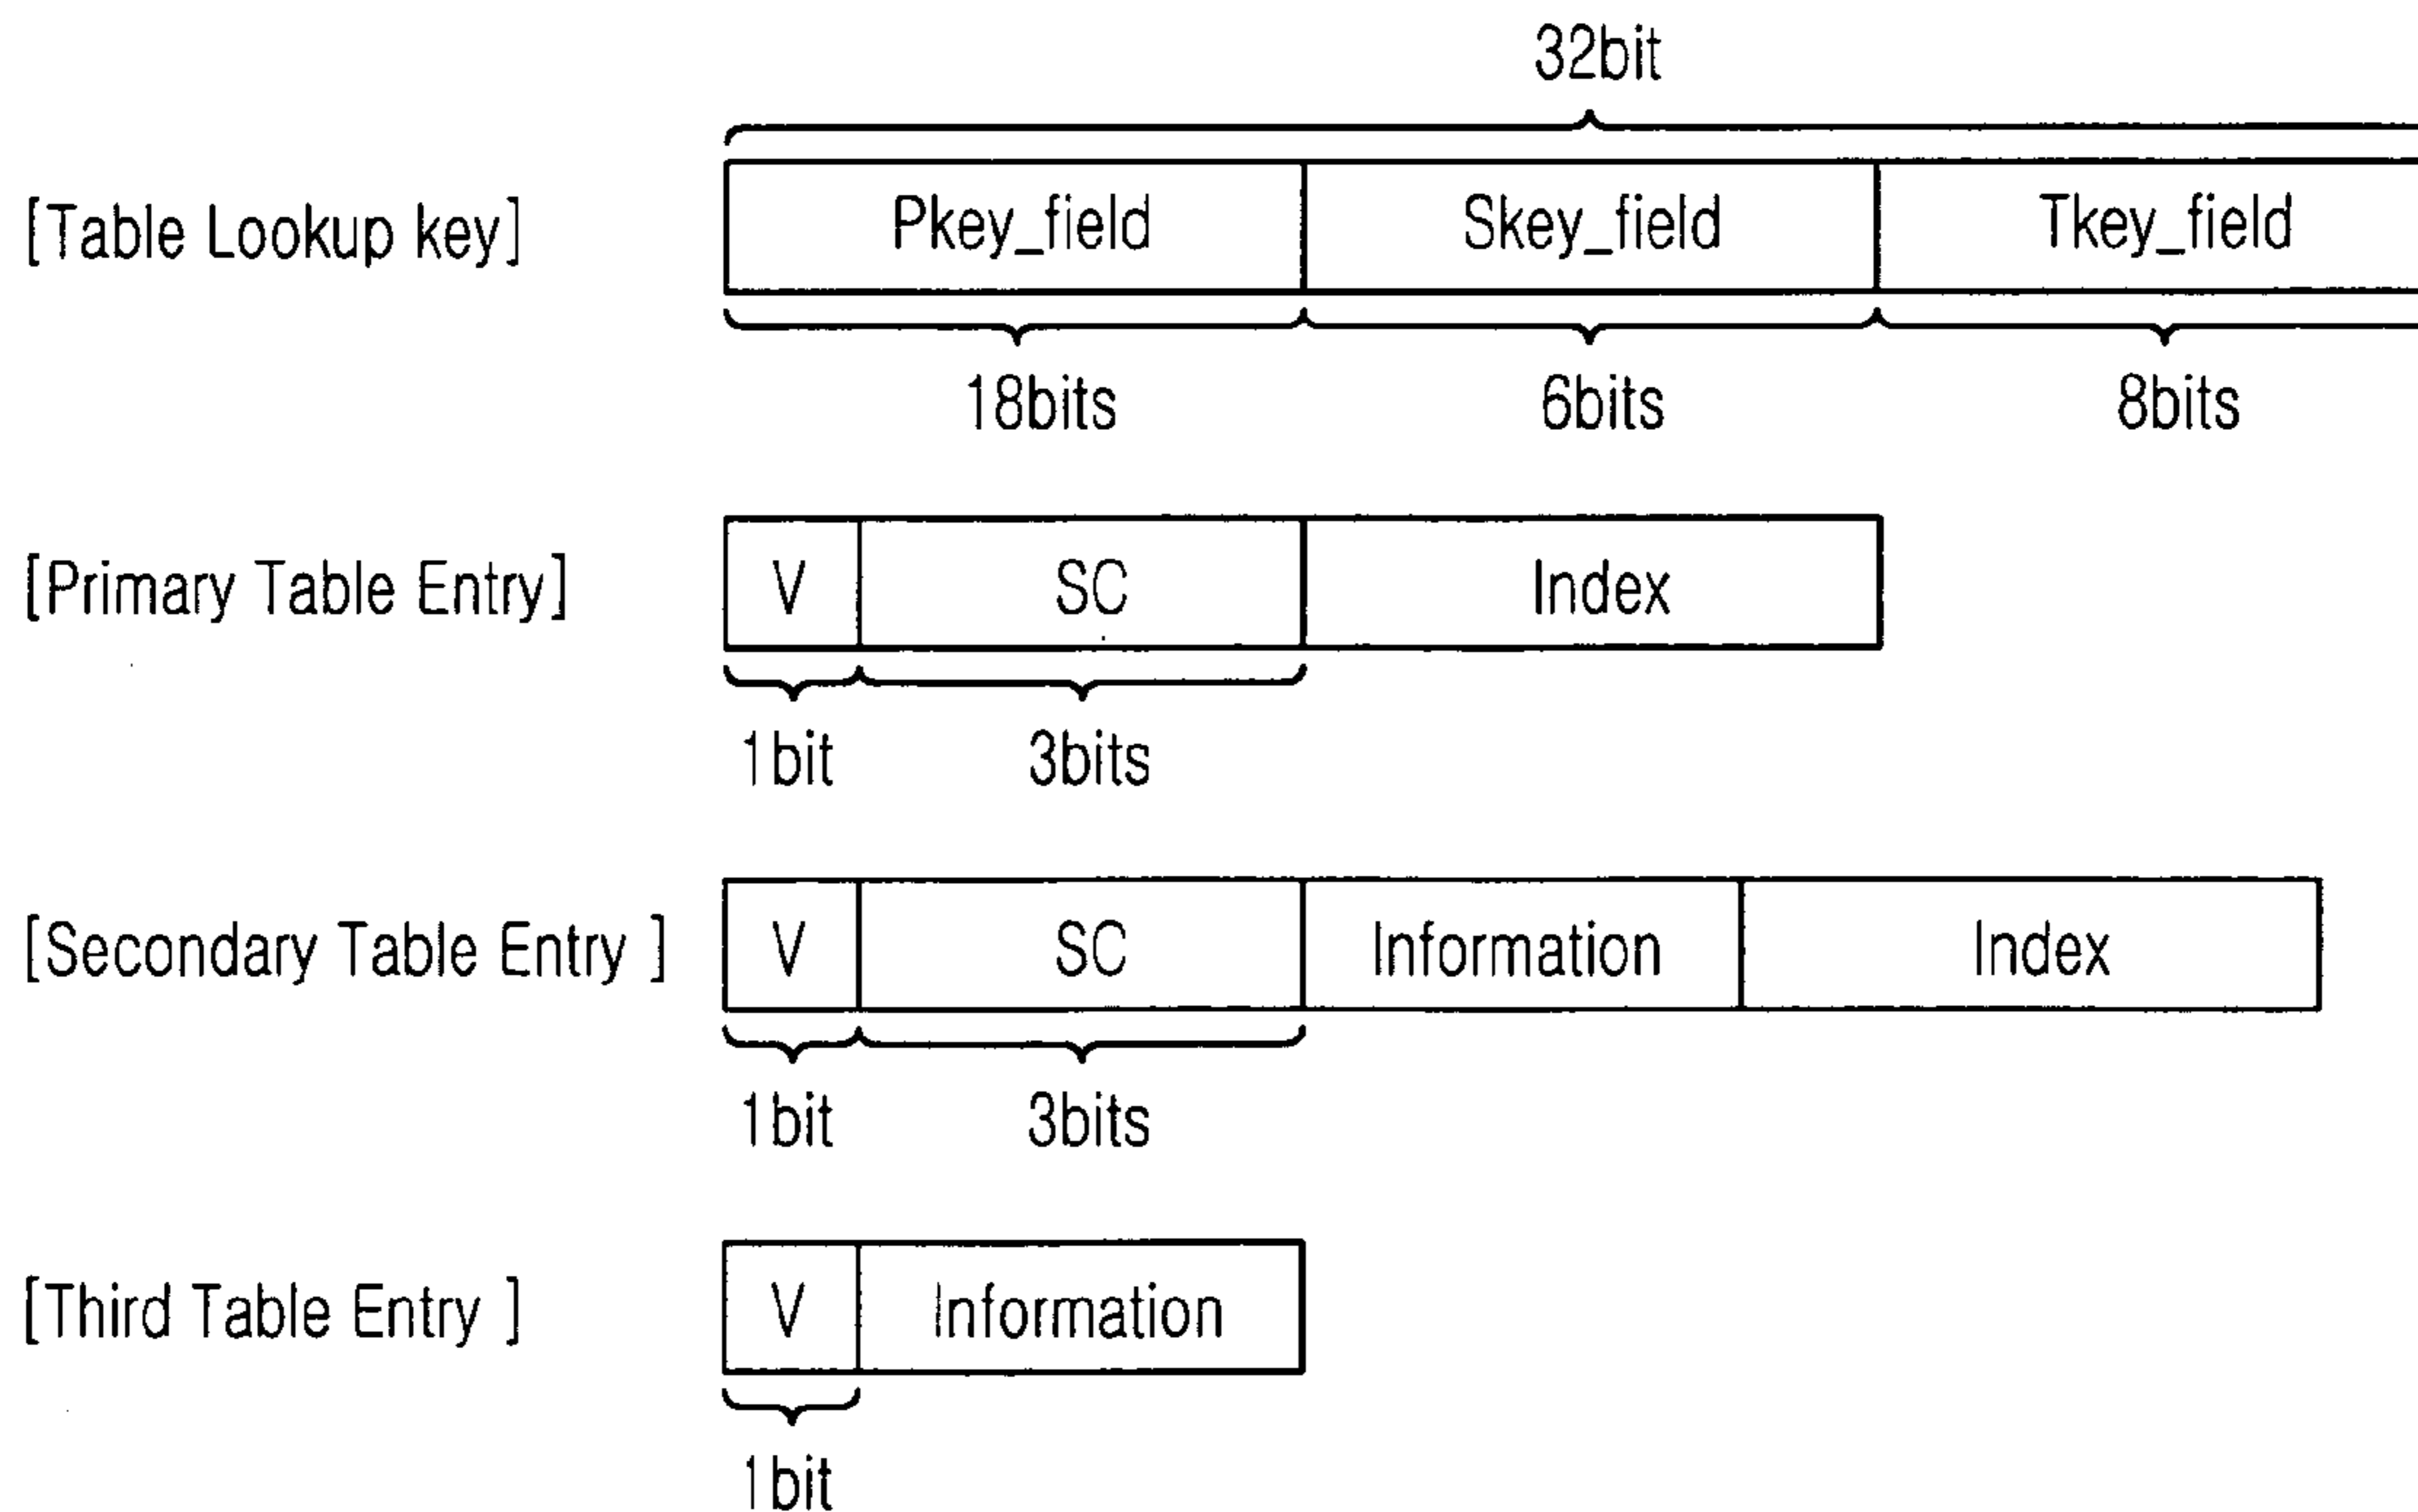 32bit
[Table Lookup key] Pkey_field Skey_field Tkey_field
18bits 6bits 8bits
[Primary Table Entry] V SC Index
1bit 3bits
[Secondary Table Entry ] V SC Information Index
1bit 3bits
[Third Table Entry ] V Information
1bit